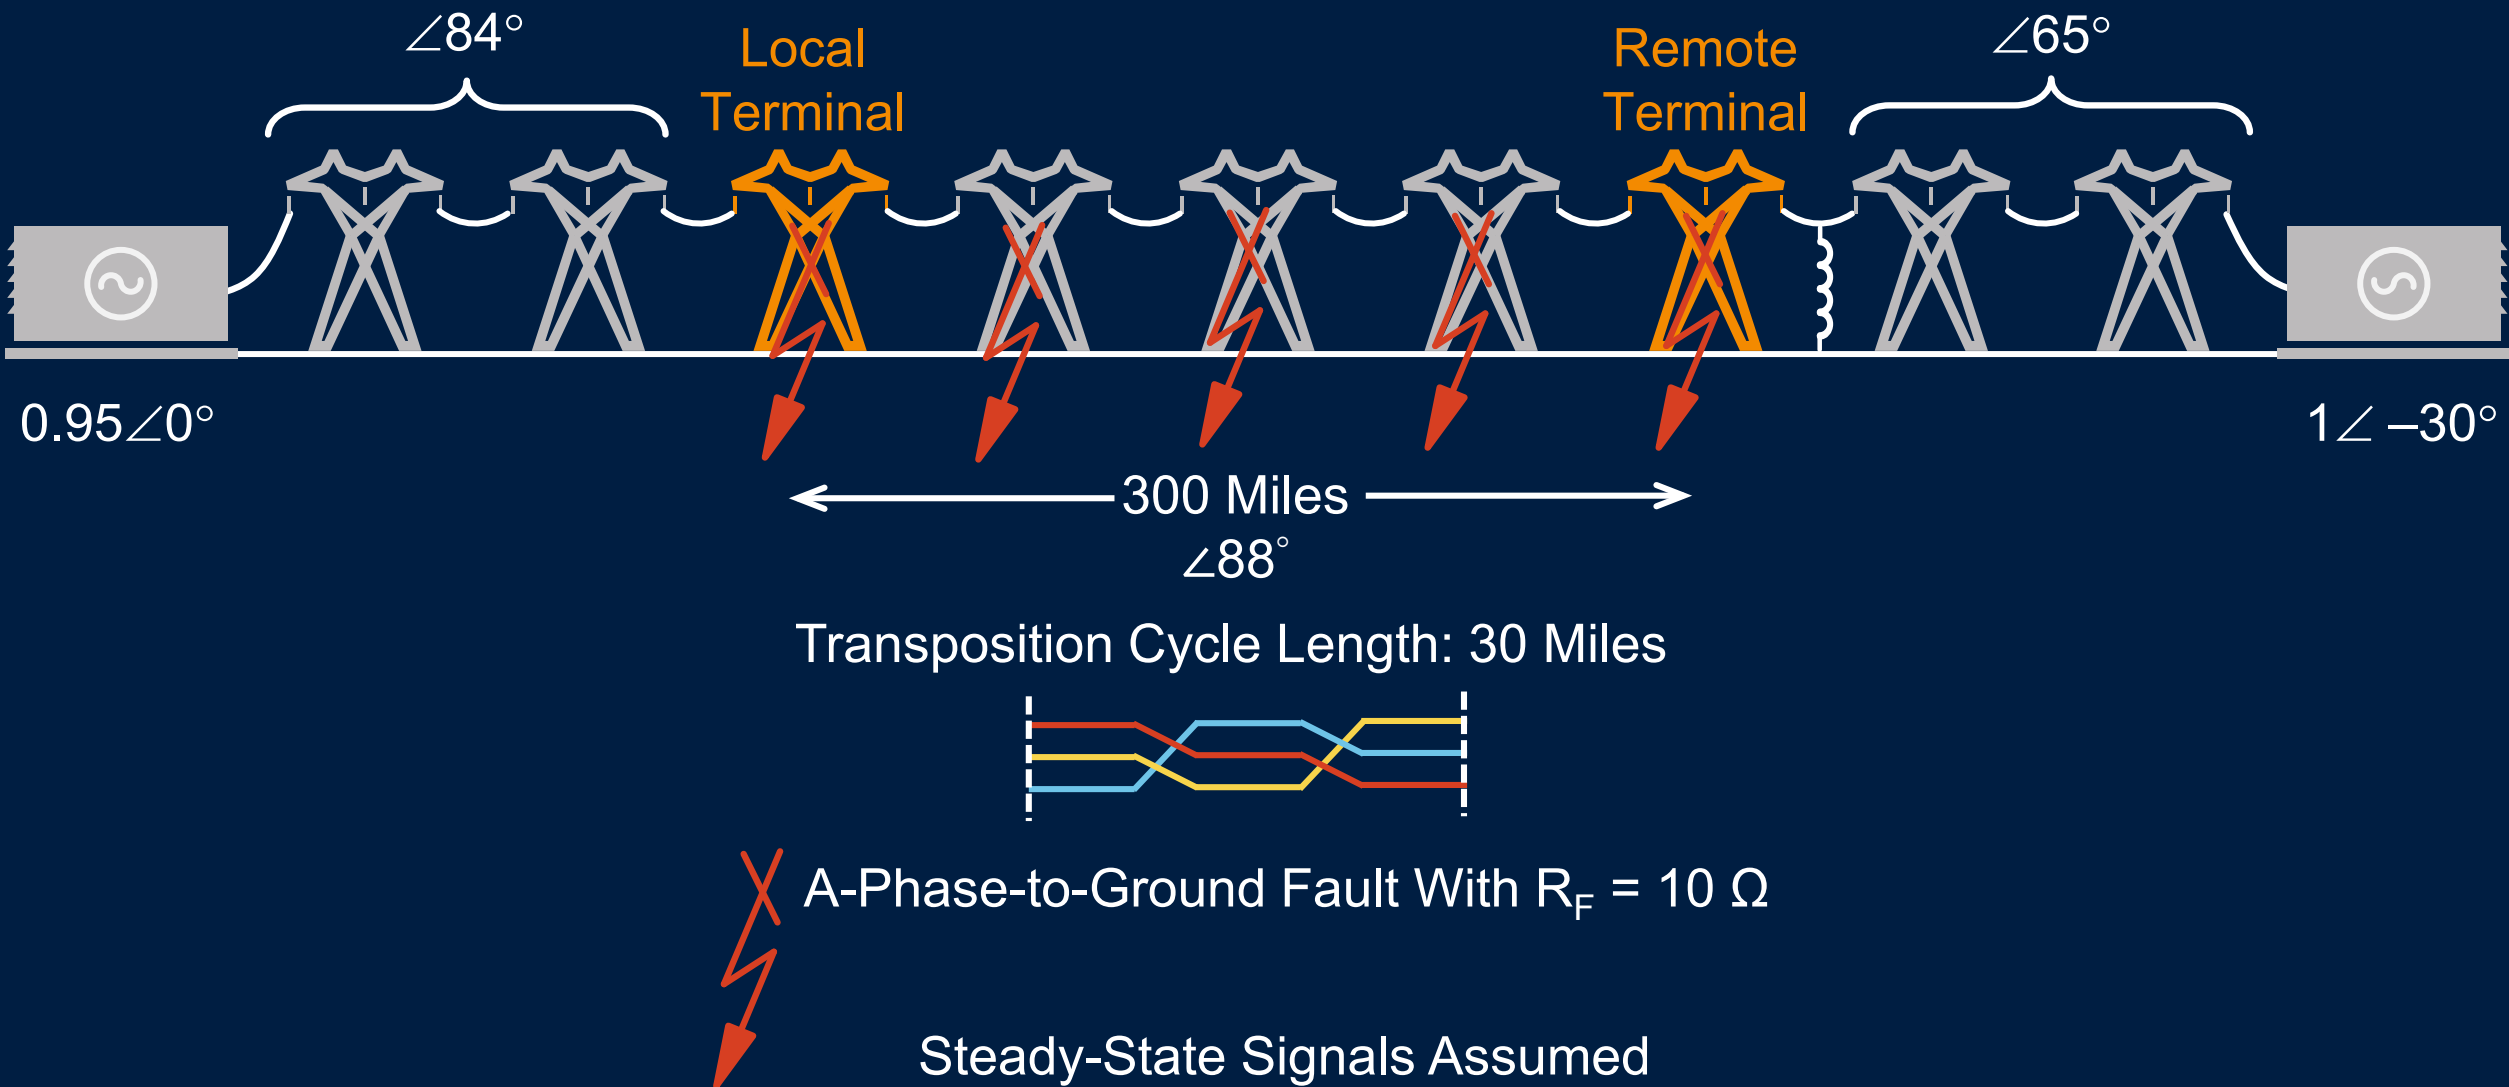 ∠84°
Local
Terminal
Remote
Terminal
∠65°
0.95∠0°
1∠ –30°
300 Miles
∠88°
Transposition Cycle Length: 30 Miles
A-Phase-to-Ground Fault With R_F = 10 Ω
Steady-State Signals Assumed